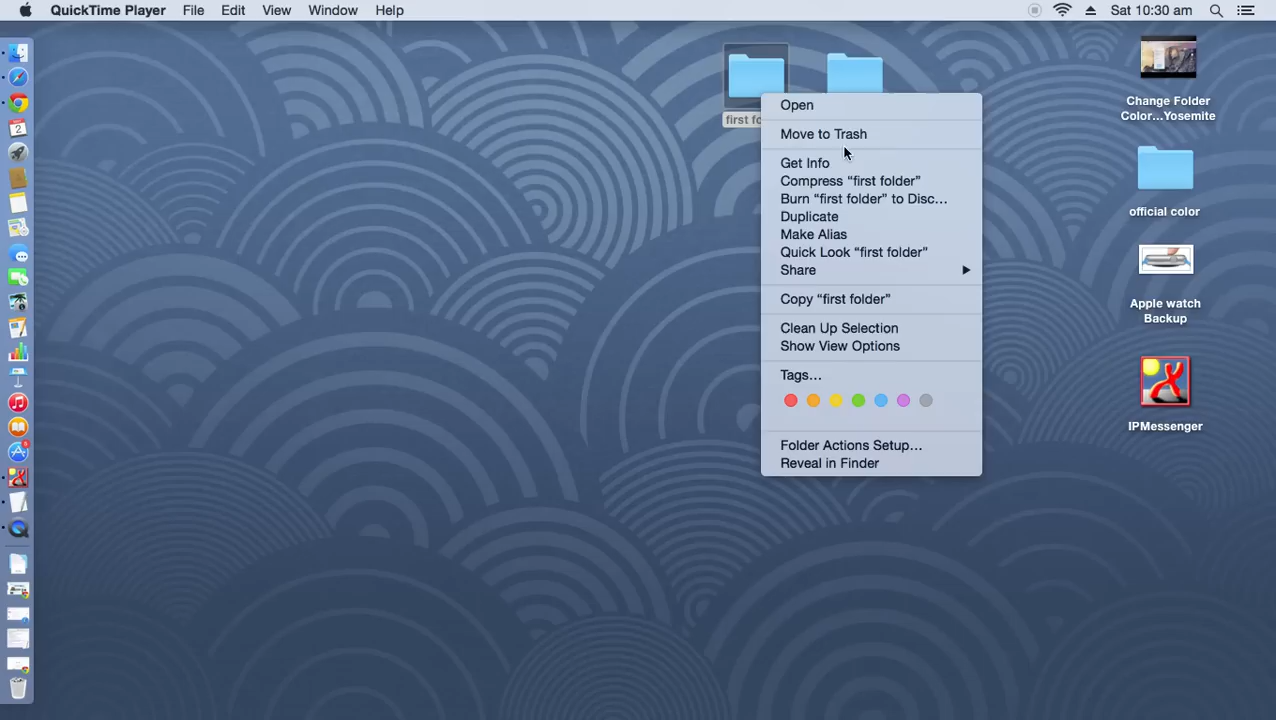 QuickTime Player File Edit View Window Help Sat 10:30 am
Change Folder
Color...Yosemite
first fo
Open
Move to Trash
Get Info
Compress “first folder”
Burn “first folder” to Disc...
Duplicate
Make Alias
Quick Look “first folder”
Share
Copy “first folder”
Clean Up Selection
Show View Options
Tags...
Folder Actions Setup...
Reveal in Finder
official color
Apple watch
Backup
IPMessenger
2